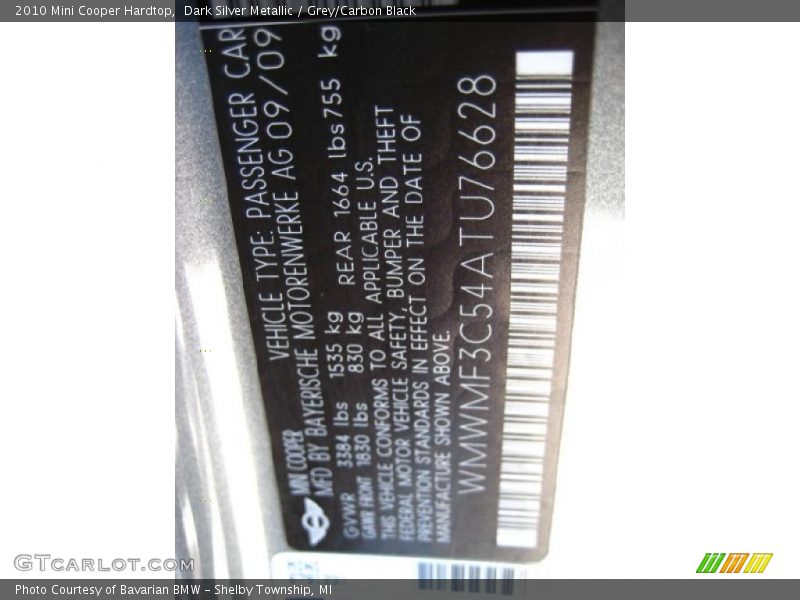 2010 Mini Cooper Hardtop, Dark Silver Metallic / Grey/Carbon Black
MINI COOPER VEHICLE TYPE: PASSENGER CAR
MFD BY BAYERISCHE MOTORENWERKE AG 09/09
GVWR 3384 lbs 1535 kg
GAWR FRONT 1830 lbs 830 kg REAR 1664 lbs 755 kg
THIS VEHICLE CONFORMS TO ALL APPLICABLE U.S.
FEDERAL MOTOR VEHICLE SAFETY, BUMPER AND THEFT
PREVENTION STANDARDS IN EFFECT ON THE DATE OF
MANUFACTURE SHOWN ABOVE.
WMWMF3C54ATU76628
GTcarlot.com
Photo Courtesy of Bavarian BMW - Shelby Township, MI